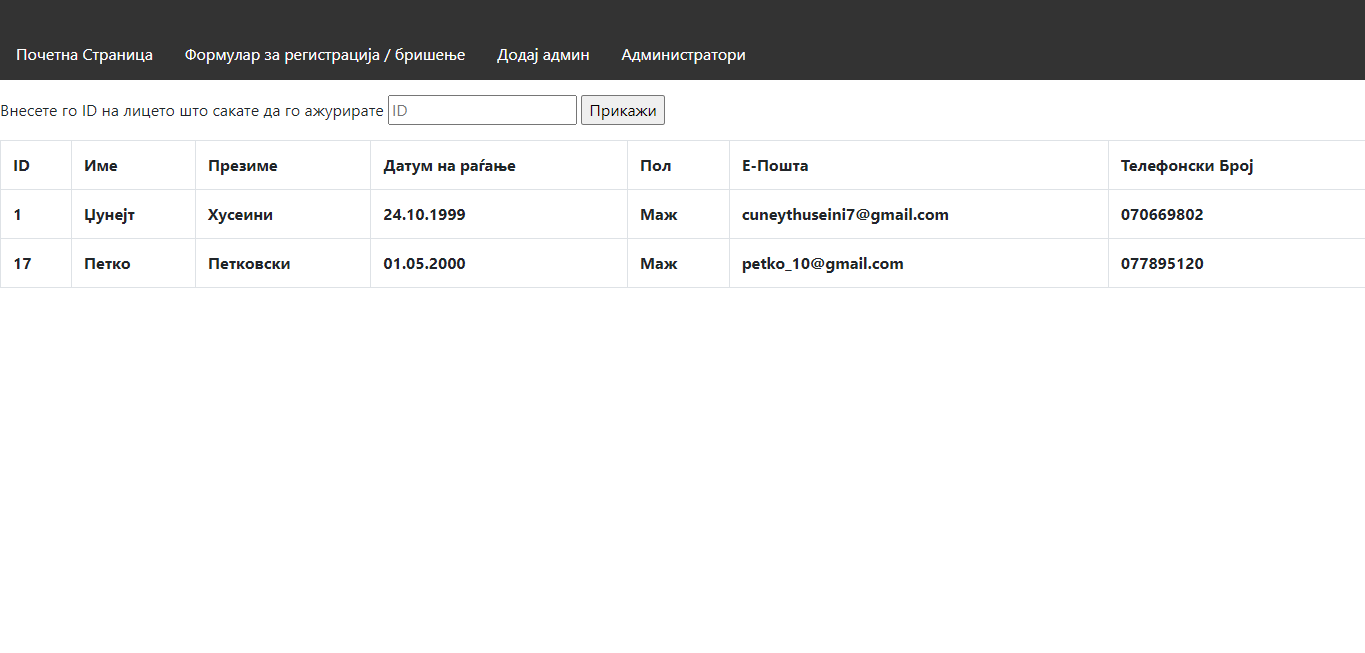 Почетна Страница Формулар за регистрација / бришење Додај админ Администратори
Внесете го ID на лицето што сакате да го ажурирате ID Прикажи
ID Име Презиме Датум на раѓање Пол Е-Пошта Телефонски Број
1 Џунејт Хусеини 24.10.1999 Маж cuneythuseini7@gmail.com 070669802
17 Петко Петковски 01.05.2000 Маж petko_10@gmail.com 077895120